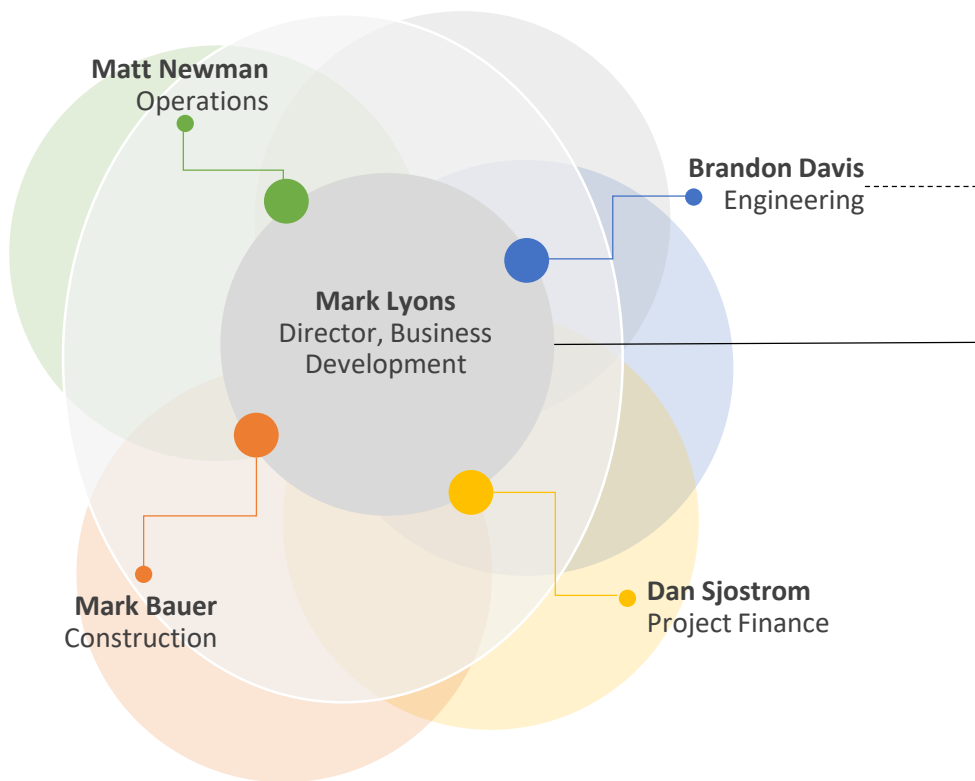 Matt Newman
Operations
Brandon Davis
Engineering
Mark Lyons
Director, Business
Development
Mark Bauer
Construction
Dan Sjostrom
Project Finance